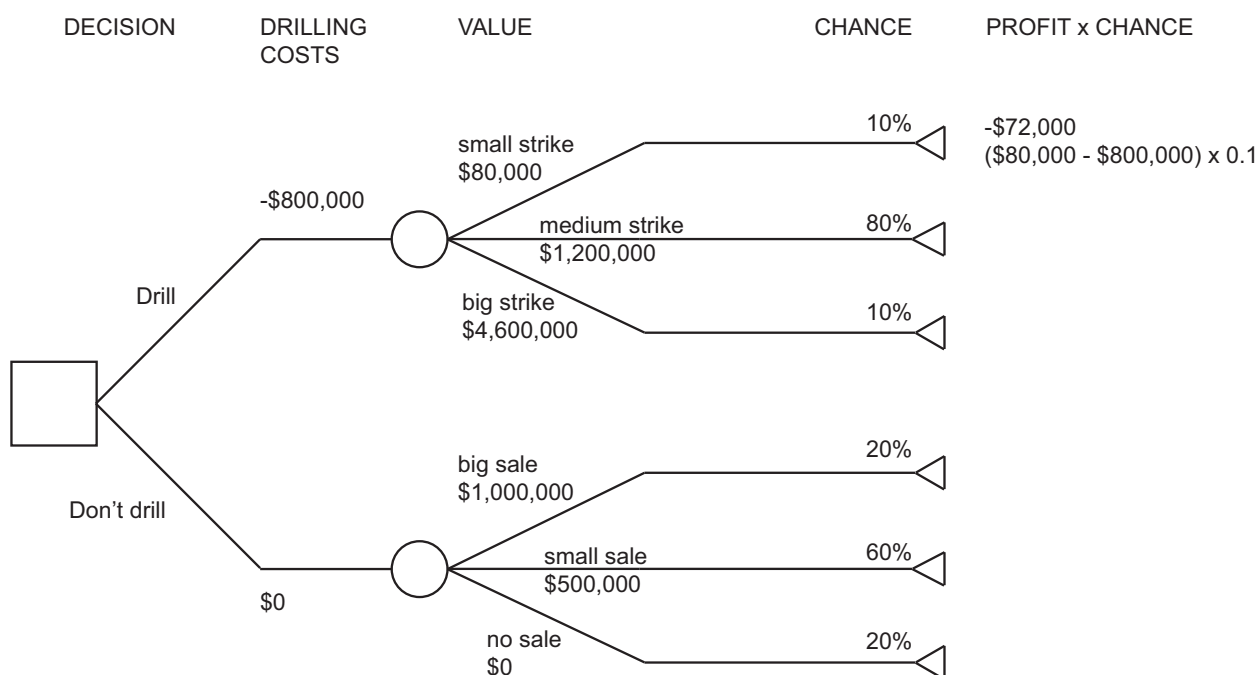 DECISION
DRILLING
COSTS
VALUE
CHANCE
PROFIT x CHANCE
10%
-$72,000
($80,000 - $800,000) x 0.1
small strike
$80,000
-$800,000
medium strike
$1,200,000
80%
Drill
big strike
$4,600,000
10%
big sale
$1,000,000
20%
Don’t drill
small sale
$500,000
60%
$0
no sale
$0
20%